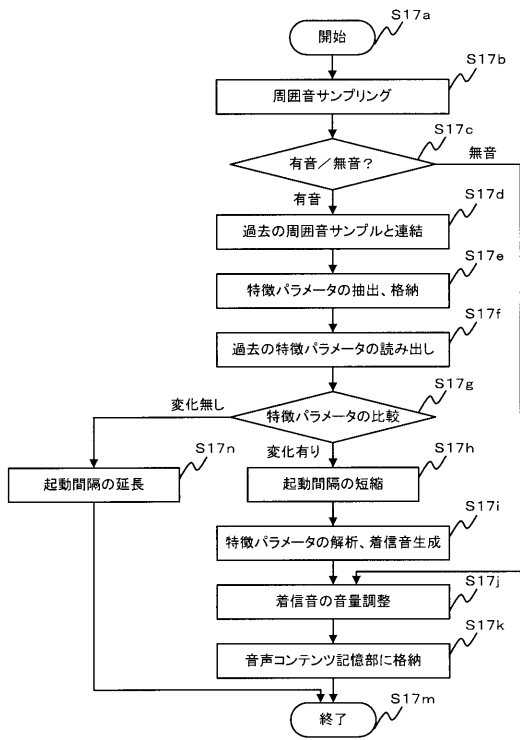 S17a
開始
S17b
周囲音サンプリング
S17c
有音／無音？
無音
有音
S17d
過去の周囲音サンプルと連結
S17e
特徴パラメータの抽出、格納
S17f
過去の特徴パラメータの読み出し
S17g
変化無し
特徴パラメータの比較
変化有り
S17n
起動間隔の延長
S17h
起動間隔の短縮
S17i
特徴パラメータの解析、着信音生成
S17j
着信音の音量調整
S17k
音声コンテンツ記憶部に格納
S17m
終了